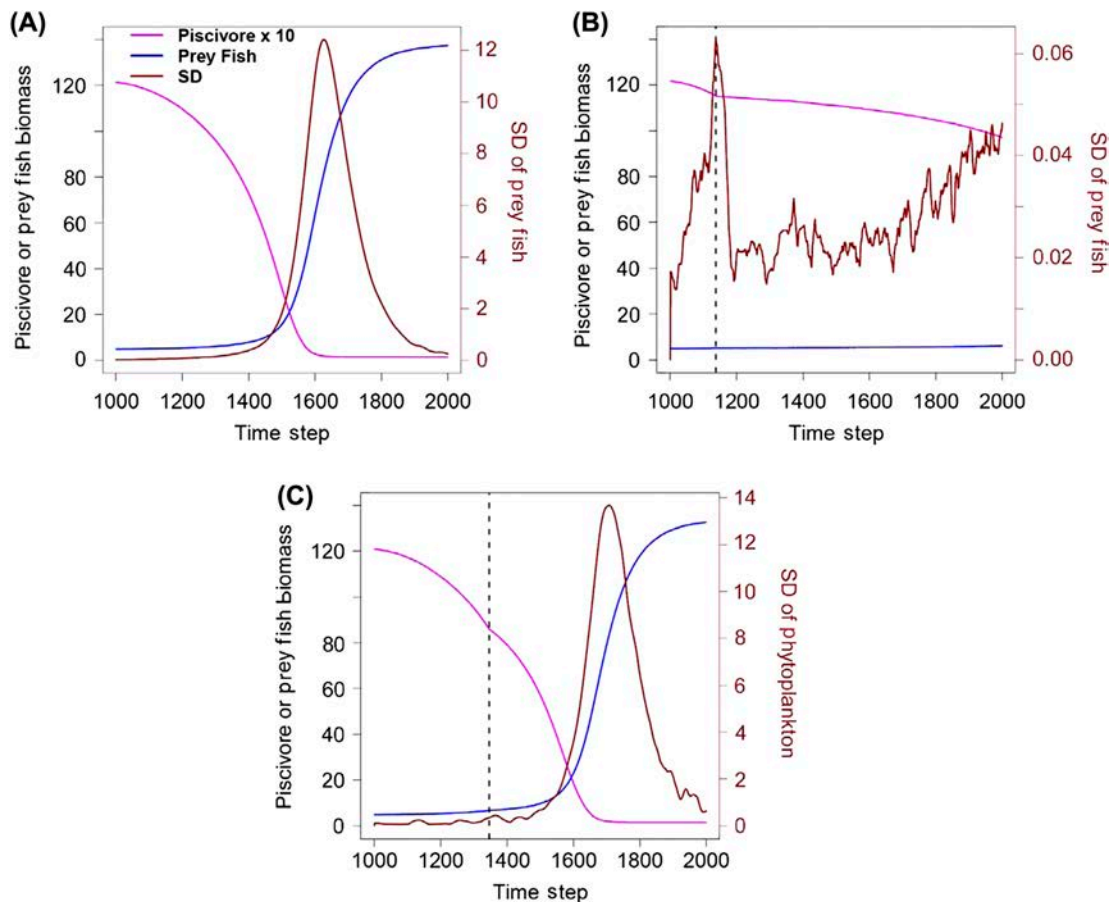 (A)
Piscivore x 10
Prey Fish
SD
Piscivore or prey fish biomass
120
80
60
40
20
0
12
10
8
6
4
2
0
SD of prey fish
1000 1200 1400 1600 1800 2000
Time step
(B)
Piscivore or prey fish biomass
120
80
60
40
20
0
0.06
0.04
0.02
0.00
SD of prey fish
1000 1200 1400 1600 1800 2000
Time step
(C)
Piscivore or prey fish biomass
120
80
60
40
20
0
14
12
10
8
6
4
2
0
SD of phytoplankton
1000 1200 1400 1600 1800 2000
Time step